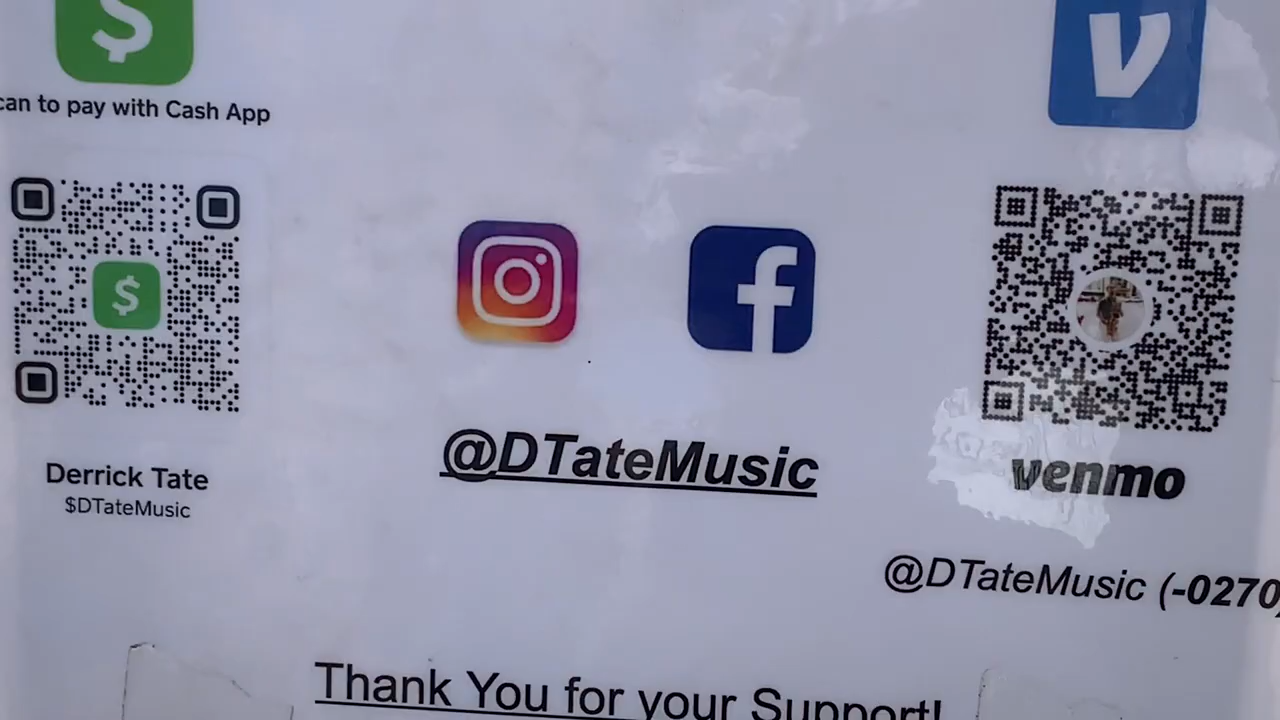 can to pay with Cash App
Derrick Tate
$DTateMusic
@DTateMusic
venmo
@DTateMusic (-0270)
Thank You for your Support!